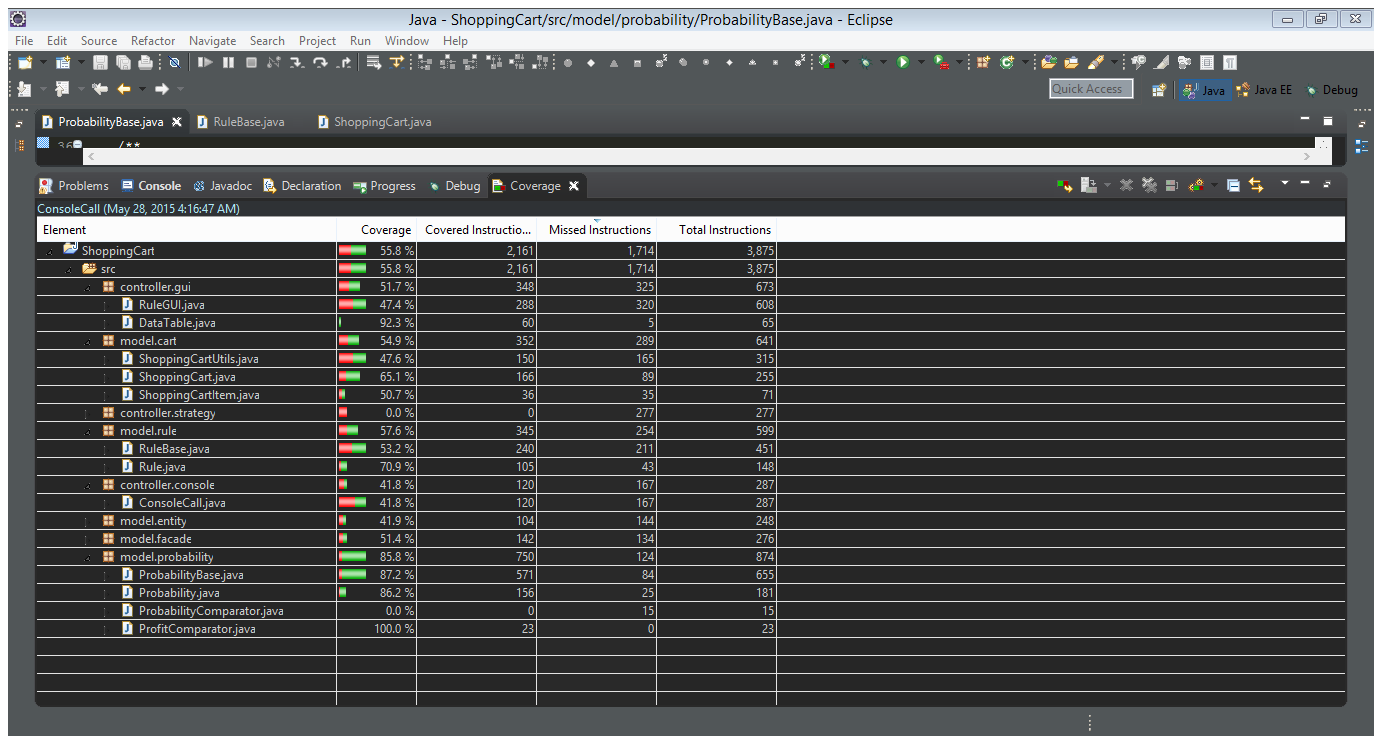 Java - ShoppingCart/src/model/probability/ProbabilityBase.java - Eclipse
File Edit Source Refactor Navigate Search Project Run Window Help
Quick Access Java Java EE Debug
ProbabilityBase.java RuleBase.java ShoppingCart.java
36 /**
Problems Console Javadoc Declaration Progress Debug Coverage
ConsoleCall (May 28, 2015 4:16:47 AM)
Element Coverage Covered Instructio... Missed Instructions Total Instructions
ShoppingCart 55.8 % 2,161 1,714 3,875
src 55.8 % 2,161 1,714 3,875
controller.gui 51.7 % 348 325 673
RuleGUI.java 47.4 % 288 320 608
DataTable.java 92.3 % 60 5 65
model.cart 54.9 % 352 289 641
ShoppingCartUtils.java 47.6 % 150 165 315
ShoppingCart.java 65.1 % 166 89 255
ShoppingCartItem.java 50.7 % 36 35 71
controller.strategy 0.0 % 0 277 277
model.rule 57.6 % 345 254 599
RuleBase.java 53.2 % 240 211 451
Rule.java 70.9 % 105 43 148
controller.console 41.8 % 120 167 287
ConsoleCall.java 41.8 % 120 167 287
model.entity 41.9 % 104 144 248
model.facade 51.4 % 142 134 276
model.probability 85.8 % 750 124 874
ProbabilityBase.java 87.2 % 571 84 655
Probability.java 86.2 % 156 25 181
ProbabilityComparator.java 0.0 % 0 15 15
ProfitComparator.java 100.0 % 23 0 23